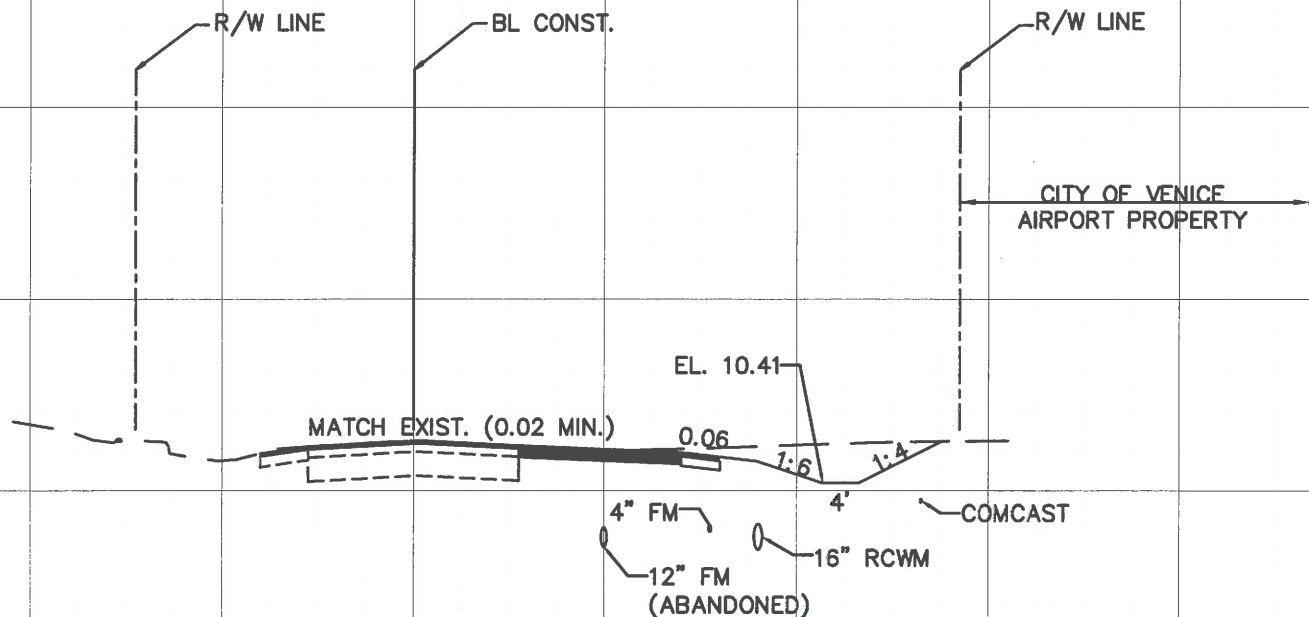 R/W LINE
BL CONST.
R/W LINE
CITY OF VENICE
AIRPORT PROPERTY
EL. 10.41
MATCH EXIST. (0.02 MIN.)
0.06
1:6
1:4
4'
4" FM
COMCAST
16" RCWM
12" FM
(ABANDONED)